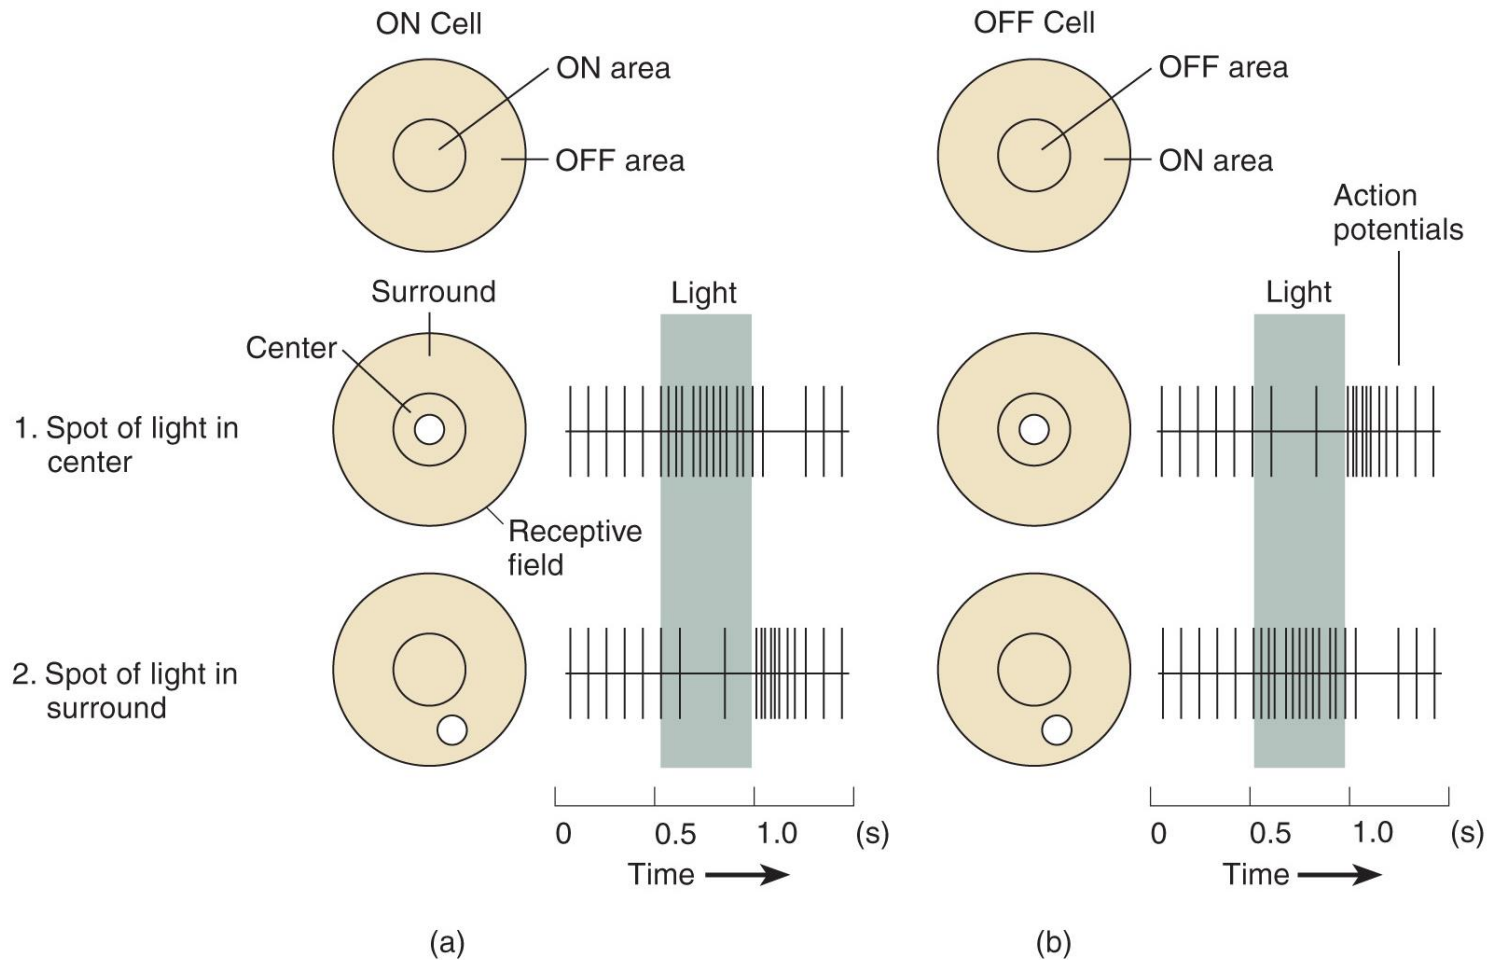 ON Cell
OFF Cell
ON area
OFF area
OFF area
ON area
Action
potentials
Surround
Light
Light
Center
1. Spot of light in
center
Receptive
field
2. Spot of light in
surround
0 0.5 1.0 (s)
0 0.5 1.0 (s)
Time
Time
(a)
(b)